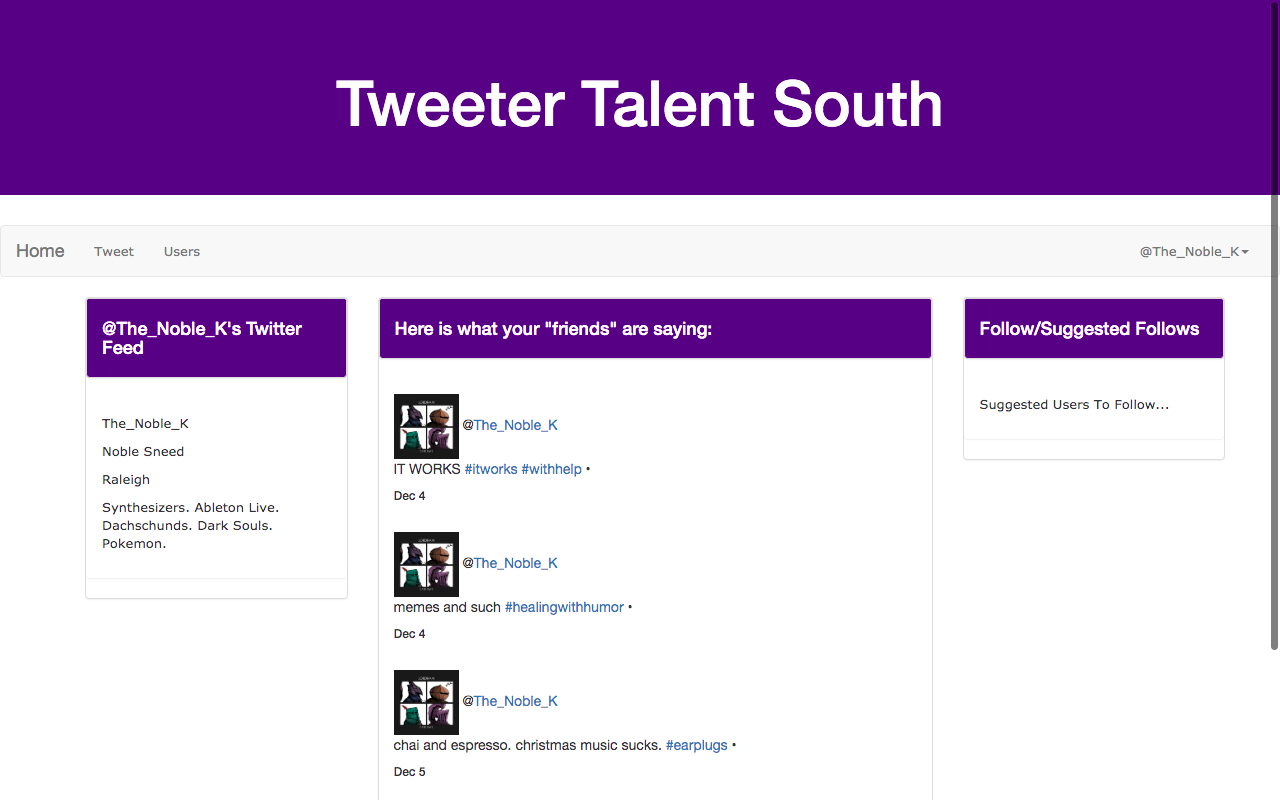 Tweeter Talent South
Home Tweet Users @The_Noble_K
@The_Noble_K's Twitter
Feed
The_Noble_K
Noble Sneed
Raleigh
Synthesizers. Ableton Live.
Dachschunds. Dark Souls.
Pokemon.
Here is what your "friends" are saying:
@The_Noble_K
IT WORKS #itworks #withhelp •
Dec 4
@The_Noble_K
memes and such #healingwithhumor •
Dec 4
@The_Noble_K
chai and espresso. christmas music sucks. #earplugs •
Dec 5
Follow/Suggested Follows
Suggested Users To Follow...